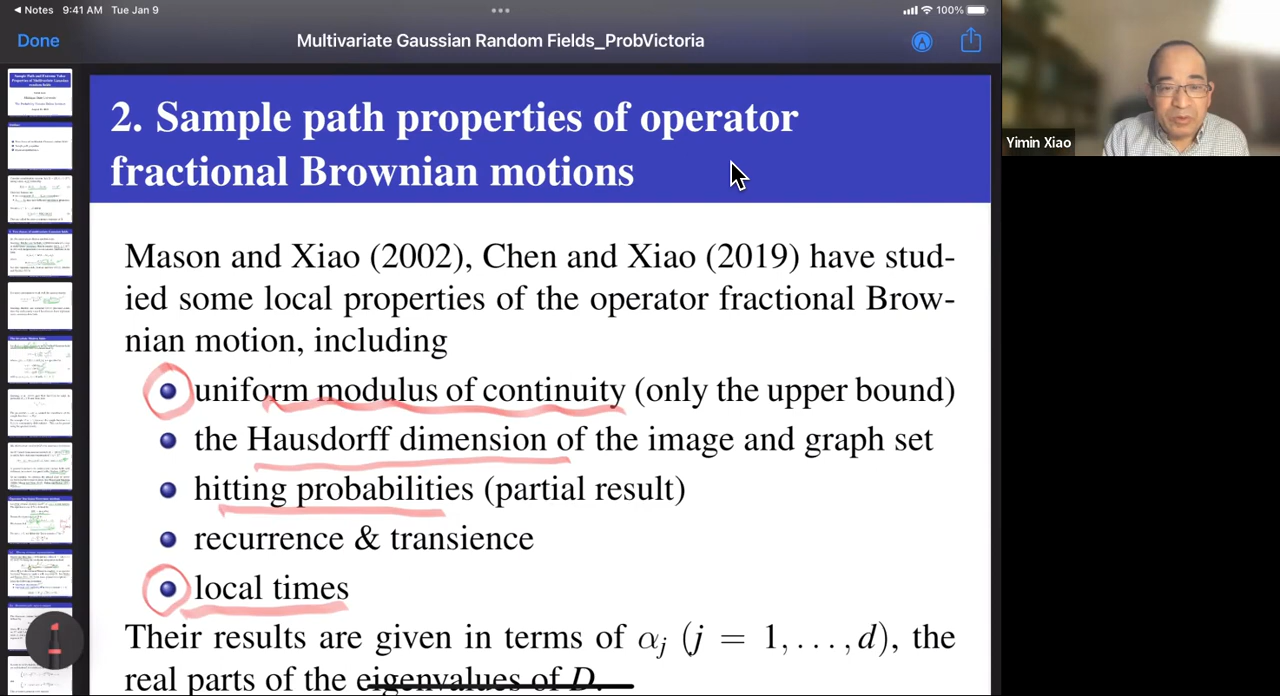 Notes 9:41 AM Tue Jan 9
100%
Done
Multivariate Gaussian Random Fields_ProbVictoria
Yimin Xiao
2. Sample path properties of operator
fractional Brownian motions
Mason and Xiao (2002), Chen and Xiao (2019) have stud-
ied some local properties of the operator fractional Brow-
nian motion, including
uniform modulus of continuity (only the upper bound)
the Hausdorff dimension of the image and graph set
hitting probabilities (partial result)
recurrence & transience
local times
Their results are given in terms of αj (j = 1, . . . , d), the
real parts of the eigenvalues of D.